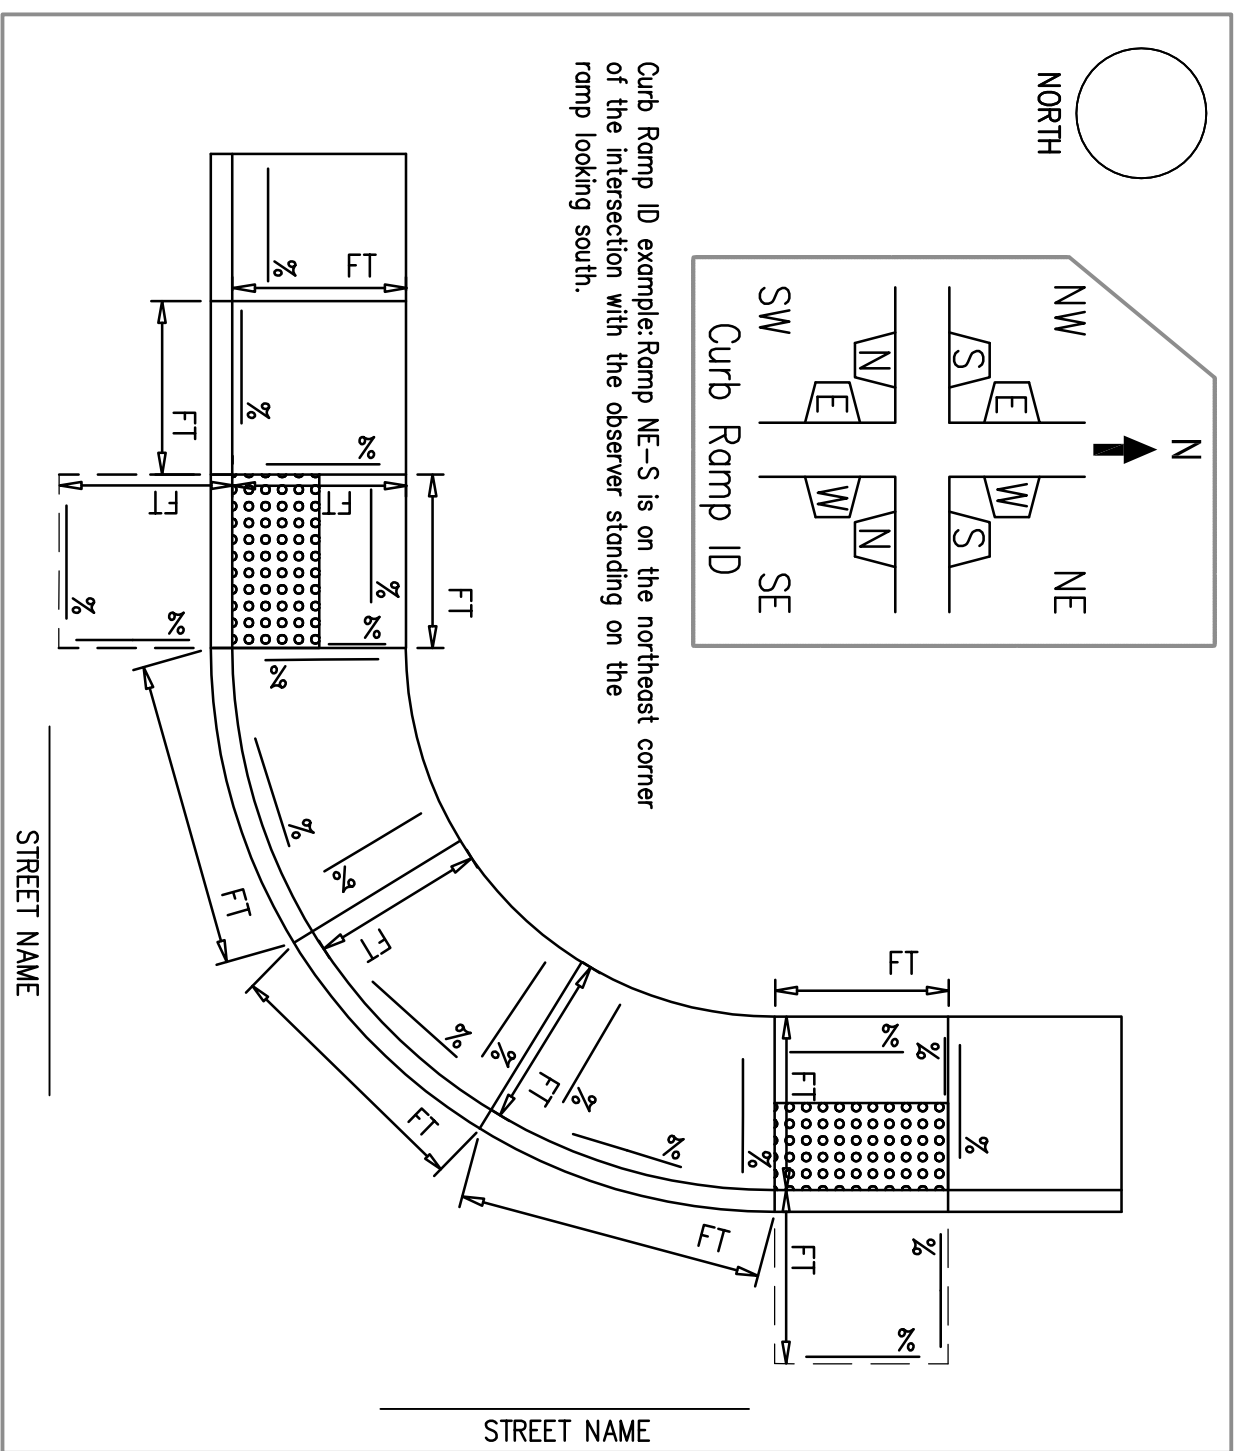 NORTH
N
NW
NE
S
S
E
W
E
W
N
N
SW
SE
Curb Ramp ID
Curb Ramp ID example: Ramp NE-S is on the northeast corner
of the intersection with the observer standing on the
ramp looking south.
FT
%
%
FT
%
FT
FT
FT
%
%
%
%
%
FT
%
%
FT
FT
%
%
FT
%
%
FT
FT
%
%
%
%
FT
FT
%
%
STREET NAME
STREET NAME